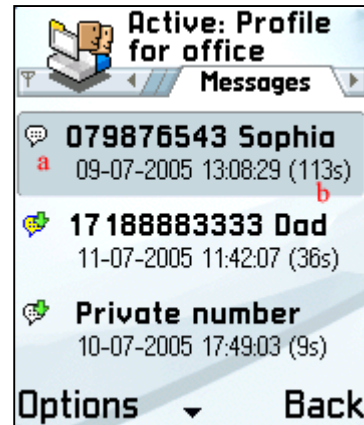 Active: Profile
for office
Messages
079876543 Sophia
a
09-07-2005 13:08:29 (113s)
b
17188883333 Dad
11-07-2005 11:42:07 (36s)
Private number
10-07-2005 17:49:03 (9s)
Options
Back